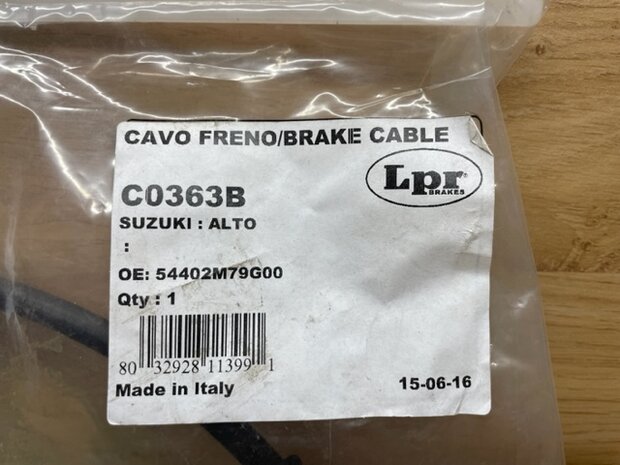 CAVO FRENO/BRAKE CABLE
Lpr®
BRAKES
C0363B
SUZUKI : ALTO
:
OE: 54402M79G00
Qty : 1
80 32928 11399 1
Made in Italy
15-06-16